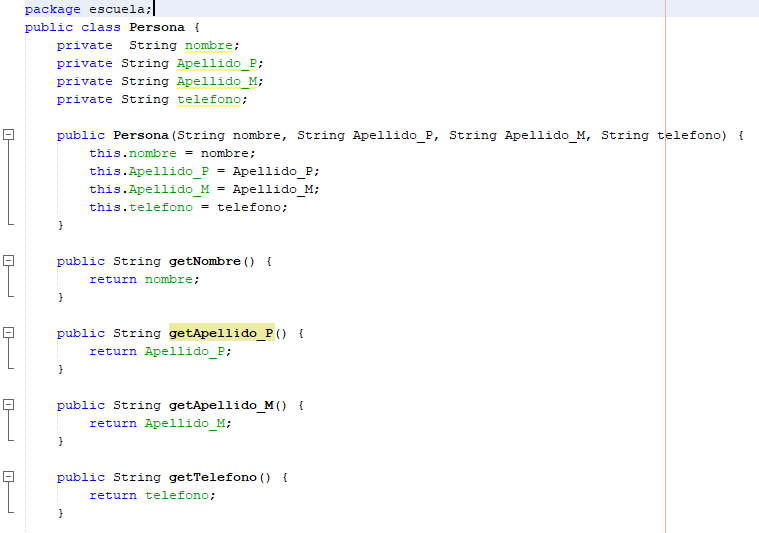 package escuela;
public class Persona {
    private  String nombre;
    private String Apellido_P;
    private String Apellido_M;
    private String telefono;
    public Persona(String nombre, String Apellido_P, String Apellido_M, String telefono) {
        this.nombre = nombre;
        this.Apellido_P = Apellido_P;
        this.Apellido_M = Apellido_M;
        this.telefono = telefono;
    }
    public String getNombre() {
        return nombre;
    }
    public String getApellido_P() {
        return Apellido_P;
    }
    public String getApellido_M() {
        return Apellido_M;
    }
    public String getTelefono() {
        return telefono;
    }